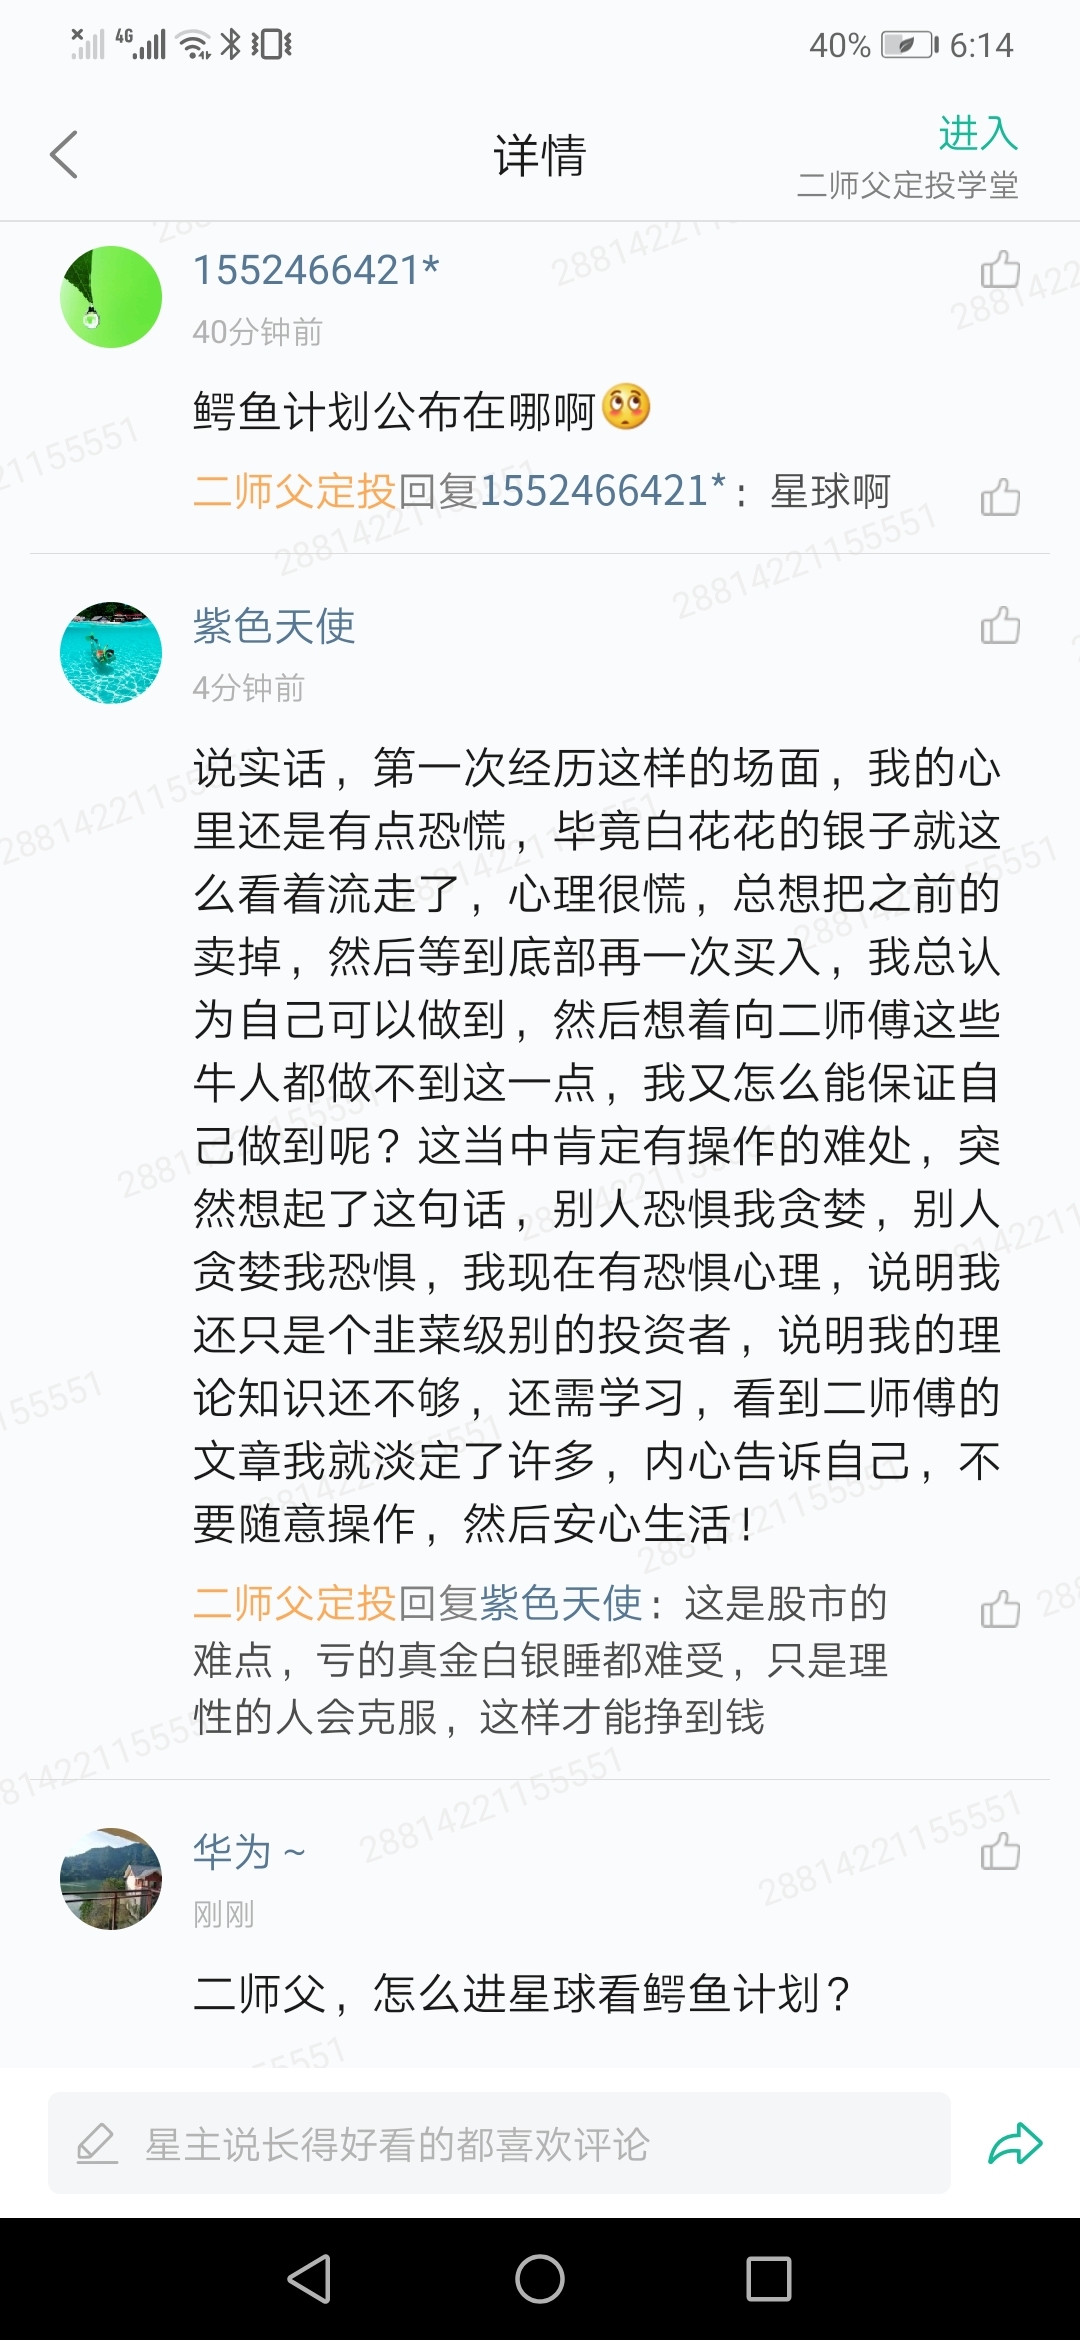 4G
40% 6:14
详情
进入
二师父定投学堂
1552466421*
40分钟前
鳄鱼计划公布在哪啊
二师父定投回复1552466421*：星球啊
紫色天使
4分钟前
说实话，第一次经历这样的场面，我的心
里还是有点恐慌，毕竟白花花的银子就这
么看着流走了，心理很慌，总想把之前的
卖掉，然后等到底部再一次买入，我总认
为自己可以做到，然后想着向二师傅这些
牛人都做不到这一点，我又怎么能保证自
己做到呢？这当中肯定有操作的难处，突
然想起了这句话，别人恐惧我贪婪，别人
贪婪我恐惧，我现在有恐惧心理，说明我
还只是个韭菜级别的投资者，说明我的理
论知识还不够，还需学习，看到二师傅的
文章我就淡定了许多，内心告诉自己，不
要随意操作，然后安心生活！
二师父定投回复紫色天使：这是股市的
难点，亏的真金白银睡都难受，只是理
性的人会克服，这样才能挣到钱
华为 ~
刚刚
二师父，怎么进星球看鳄鱼计划？
星主说长得好看的都喜欢评论
28814221155551